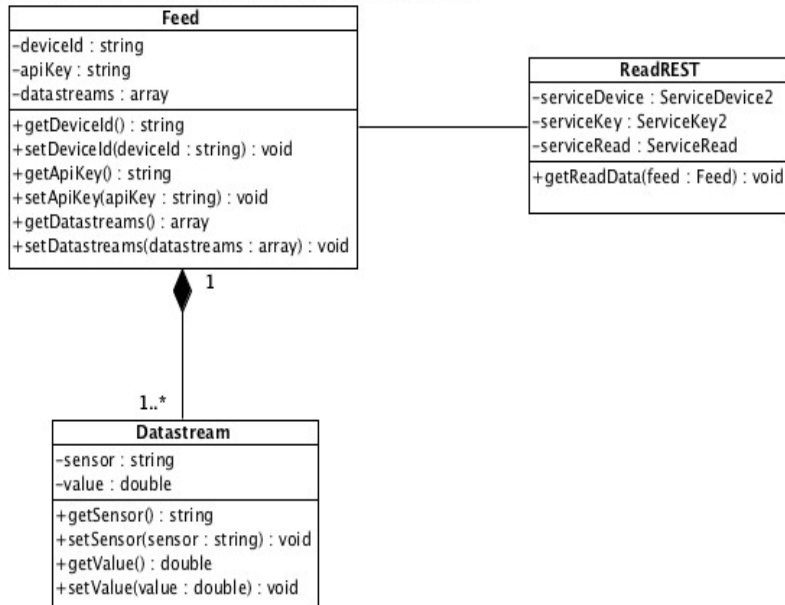 Feed
-deviceId : string
-apiKey : string
-datastreams : array
+getDeviceId() : string
+setDeviceId(deviceId : string) : void
+getApiKey() : string
+setApiKey(apiKey : string) : void
+getDatastreams() : array
+setDatastreams(datastreams : array) : void
ReadREST
-serviceDevice : ServiceDevice2
-serviceKey : ServiceKey2
-serviceRead : ServiceRead
+getReadData(feed : Feed) : void
1
1..*
Datastream
-sensor : string
-value : double
+getSensor() : string
+setSensor(sensor : string) : void
+getValue() : double
+setValue(value : double) : void